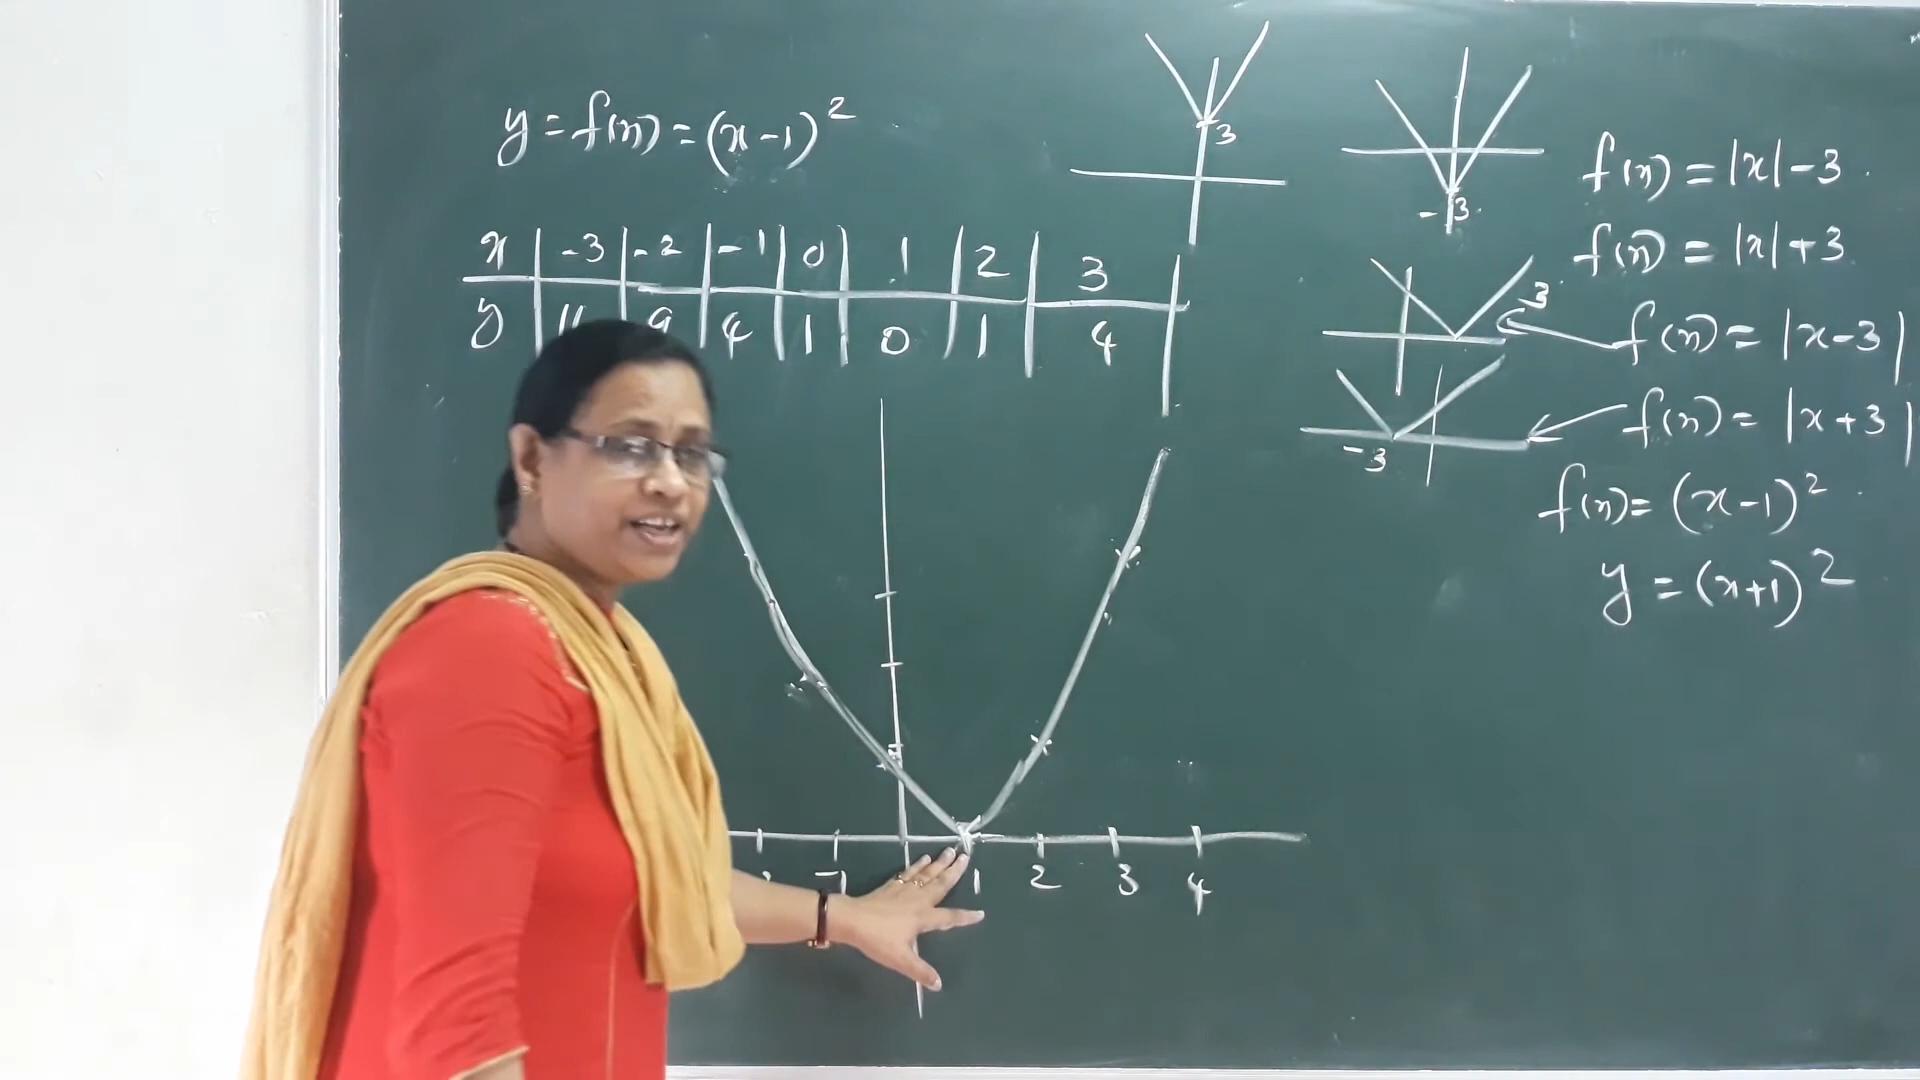 y = f(x) = (x-1)²
x | -3 | -2 | -1 | 0 | 1 | 2 | 3
y | 9 | 4 | 1 | 0 | 1 | 4
3
-3
3
-3
f(x) = |x| - 3
f(x) = |x| + 3
f(x) = |x-3|
f(x) = |x+3|
f(x) = (x-1)²
y = (x+1)²
-1 1 2 3 4